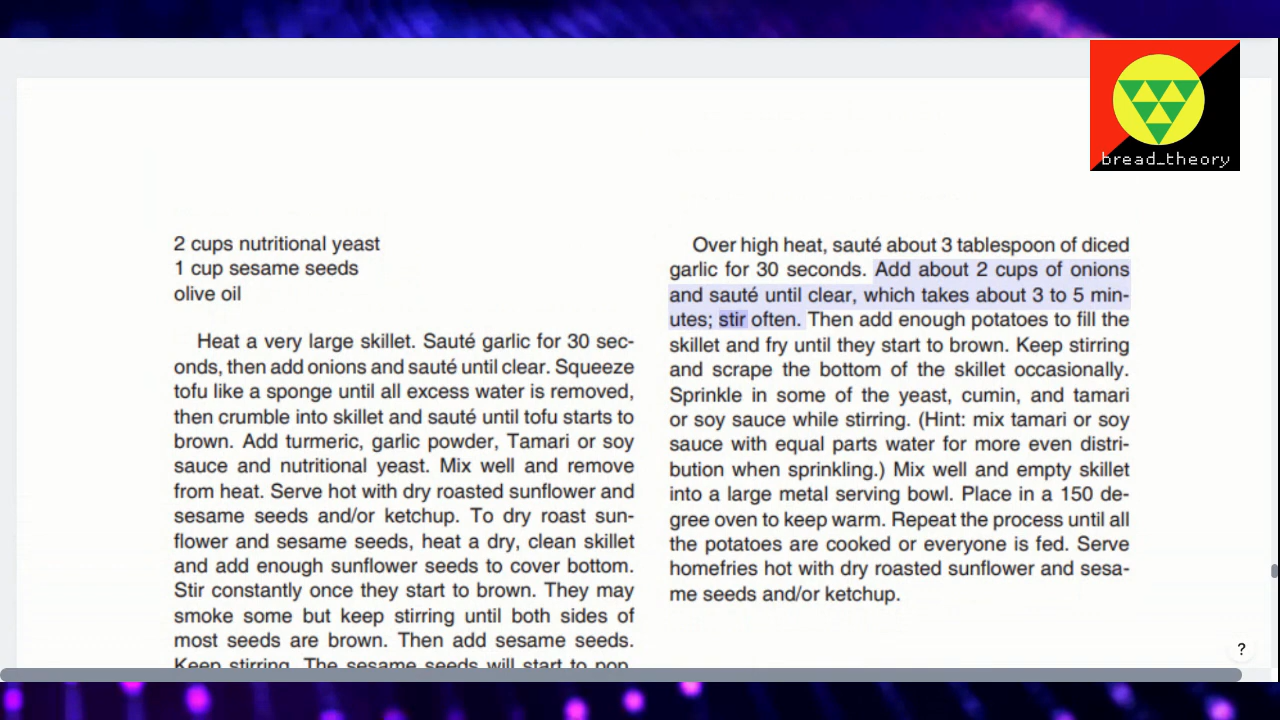 bread_theory
2 cups nutritional yeast
1 cup sesame seeds
olive oil
Heat a very large skillet. Sauté garlic for 30 sec-
onds, then add onions and sauté until clear. Squeeze
tofu like a sponge until all excess water is removed,
then crumble into skillet and sauté until tofu starts to
brown. Add turmeric, garlic powder, Tamari or soy
sauce and nutritional yeast. Mix well and remove
from heat. Serve hot with dry roasted sunflower and
sesame seeds and/or ketchup. To dry roast sun-
flower and sesame seeds, heat a dry, clean skillet
and add enough sunflower seeds to cover bottom.
Stir constantly once they start to brown. They may
smoke some but keep stirring until both sides of
most seeds are brown. Then add sesame seeds.
Keep stirring. The sesame seeds will start to pop.
Over high heat, sauté about 3 tablespoon of diced
garlic for 30 seconds. Add about 2 cups of onions
and sauté until clear, which takes about 3 to 5 min-
utes; stir often. Then add enough potatoes to fill the
skillet and fry until they start to brown. Keep stirring
and scrape the bottom of the skillet occasionally.
Sprinkle in some of the yeast, cumin, and tamari
or soy sauce while stirring. (Hint: mix tamari or soy
sauce with equal parts water for more even distri-
bution when sprinkling.) Mix well and empty skillet
into a large metal serving bowl. Place in a 150 de-
gree oven to keep warm. Repeat the process until all
the potatoes are cooked or everyone is fed. Serve
homefries hot with dry roasted sunflower and sesa-
me seeds and/or ketchup.
?